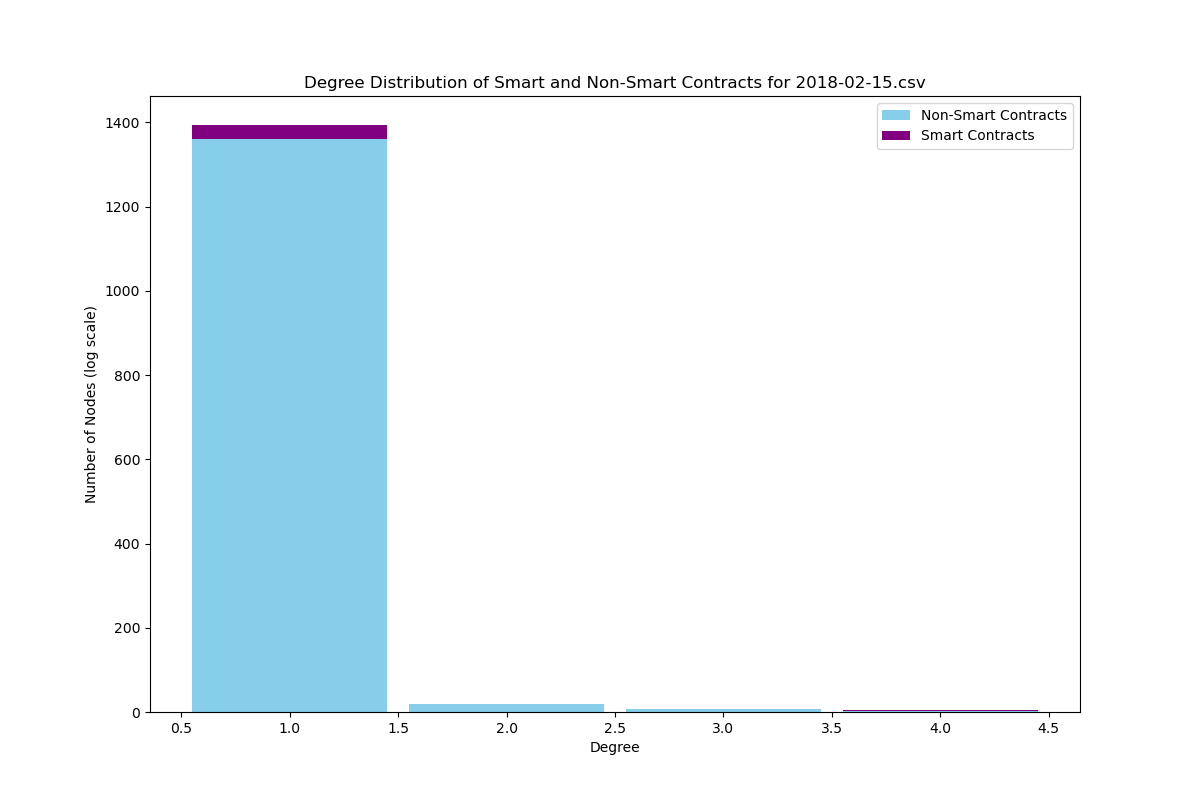 Degree Distribution of Smart and Non-Smart Contracts for 2018-02-15.csv
Non-Smart Contracts
Smart Contracts
Number of Nodes (log scale)
1400
1200
1000
800
600
400
200
0
0.5 1.0 1.5 2.0 2.5 3.0 3.5 4.0 4.5
Degree